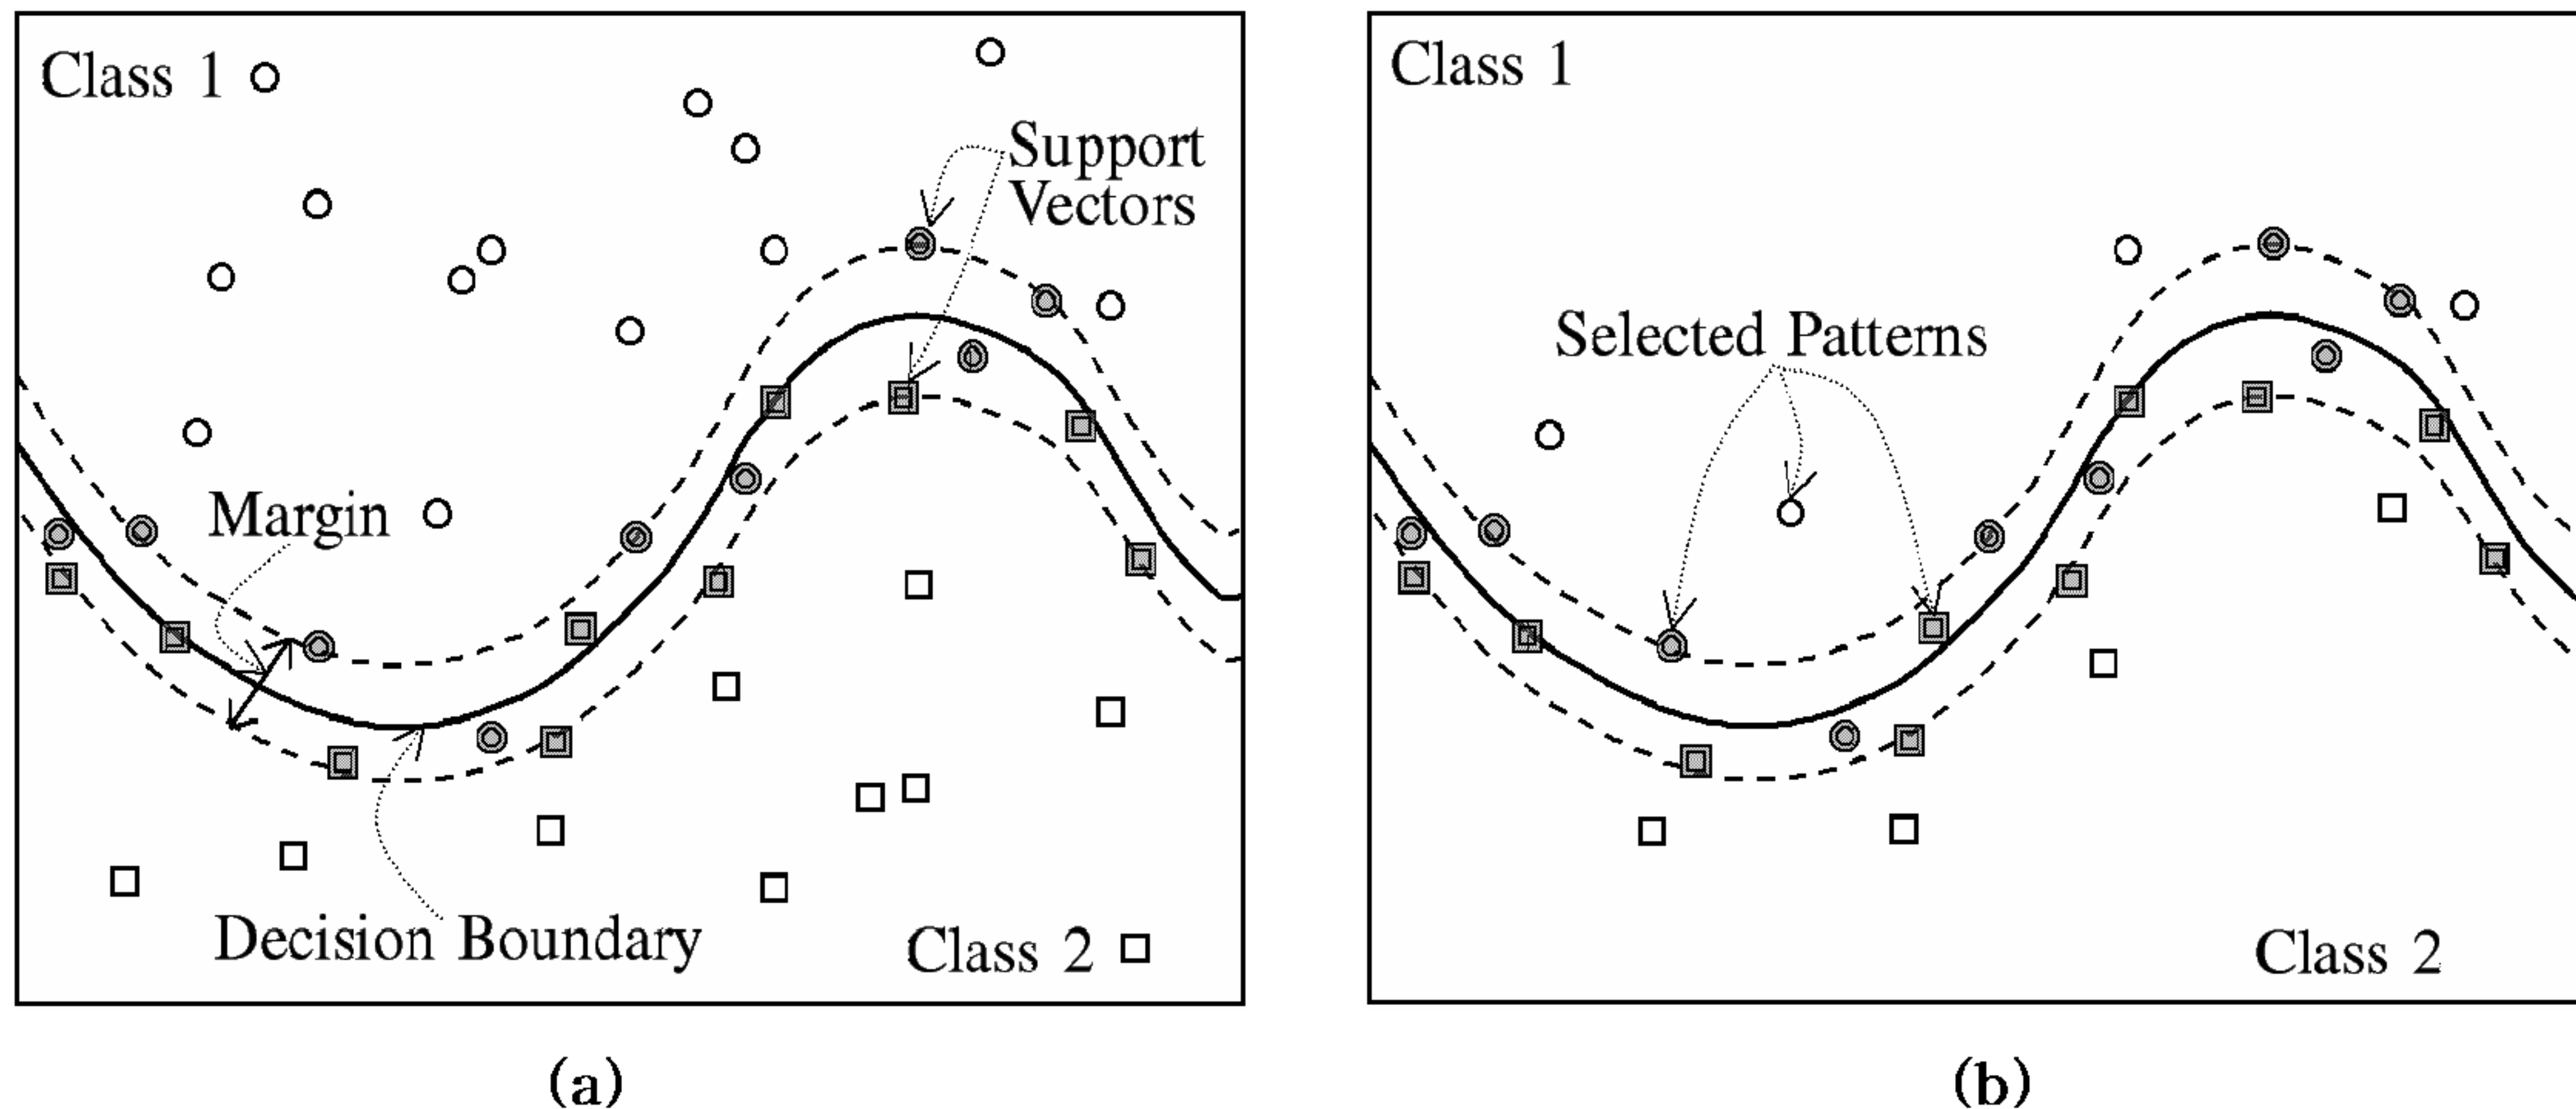 Class 1
Support
Vectors
Margin
Decision Boundary
Class 2
(a)
Class 1
Selected Patterns
Class 2
(b)